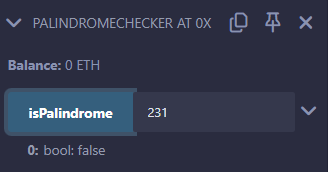 PALINDROMECHECKER AT 0X
Balance: 0 ETH
isPalindrome 231
0: bool: false